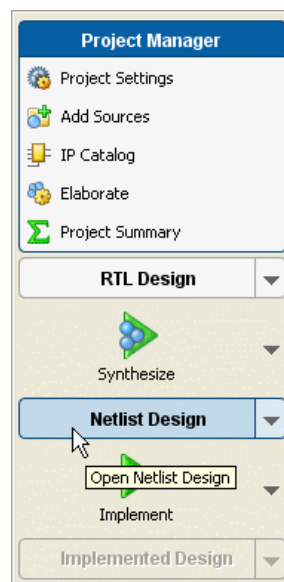 Project Manager
Project Settings
Add Sources
IP Catalog
Elaborate
Project Summary
RTL Design
Synthesize
Netlist Design
Open Netlist Design
Implement
Implemented Design